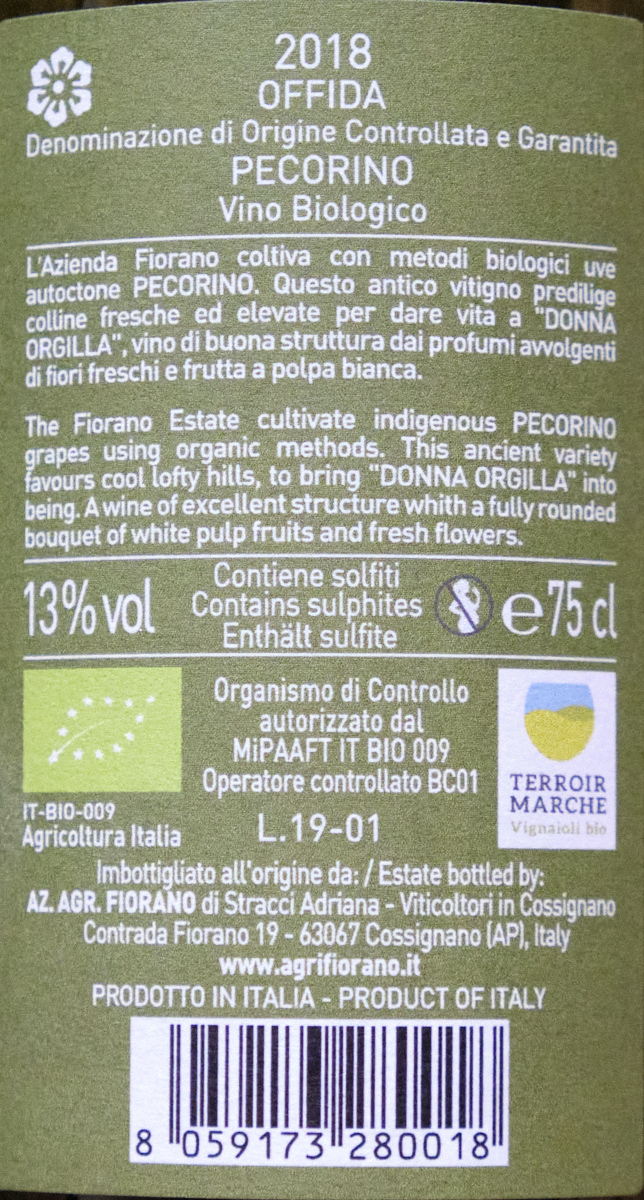 2018
OFFIDA
Denominazione di Origine Controllata e Garantita
PECORINO
Vino Biologico
L'Azienda Fiorano coltiva con metodi biologici uve
autoctone PECORINO. Questo antico vitigno predilige
colline fresche ed elevate per dare vita a "DONNA
ORGILLA", vino di buona struttura dai profumi avvolgenti
di fiori freschi e frutta a polpa bianca.
The Fiorano Estate cultivate indigenous PECORINO
grapes using organic methods. This ancient variety
favours cool lofty hills, to bring "DONNA ORGILLA" into
being. A wine of excellent structure whith a fully rounded
bouquet of white pulp fruits and fresh flowers.
13% vol
Contiene solfiti
Contains sulphites
Enthält sulfite
e 75 cl
Organismo di Controllo
autorizzato dal
MiPAAFT IT BIO 009
Operatore controllato BC01
L.19-01
IT-BIO-009
Agricoltura Italia
TERROIR
MARCHE
Vignaioli bio
Imbottigliato all'origine da: / Estate bottled by:
AZ. AGR. FIORANO di Stracci Adriana - Viticoltori in Cossignano
Contrada Fiorano 19 - 63067 Cossignano (AP), Italy
www.agrifiorano.it
PRODOTTO IN ITALIA - PRODUCT OF ITALY
8 059173 280018